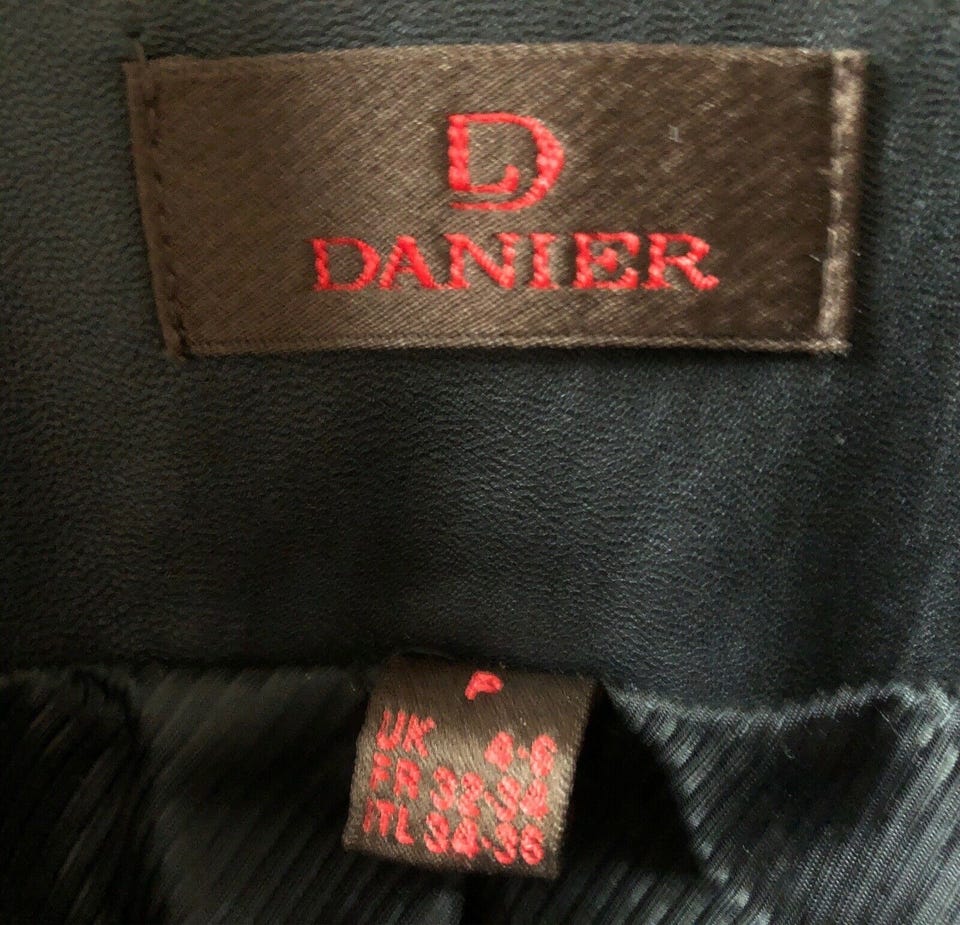 DANIER
P
UK 4-6
FR 32-34
ITL 34-36